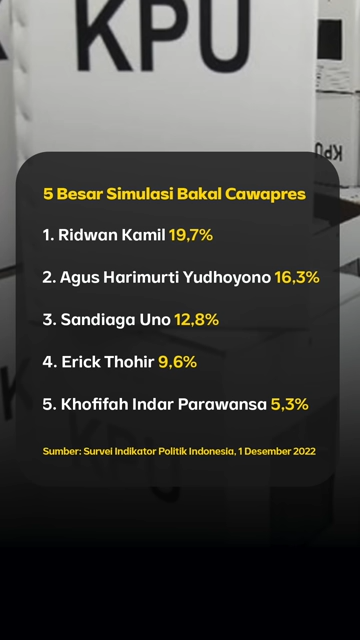 KPU
KPU
5 Besar Simulasi Bakal Cawapres
1. Ridwan Kamil 19,7%
2. Agus Harimurti Yudhoyono 16,3%
3. Sandiaga Uno 12,8%
4. Erick Thohir 9,6%
5. Khofifah Indar Parawansa 5,3%
Sumber: Survei Indikator Politik Indonesia, 1 Desember 2022
KPU